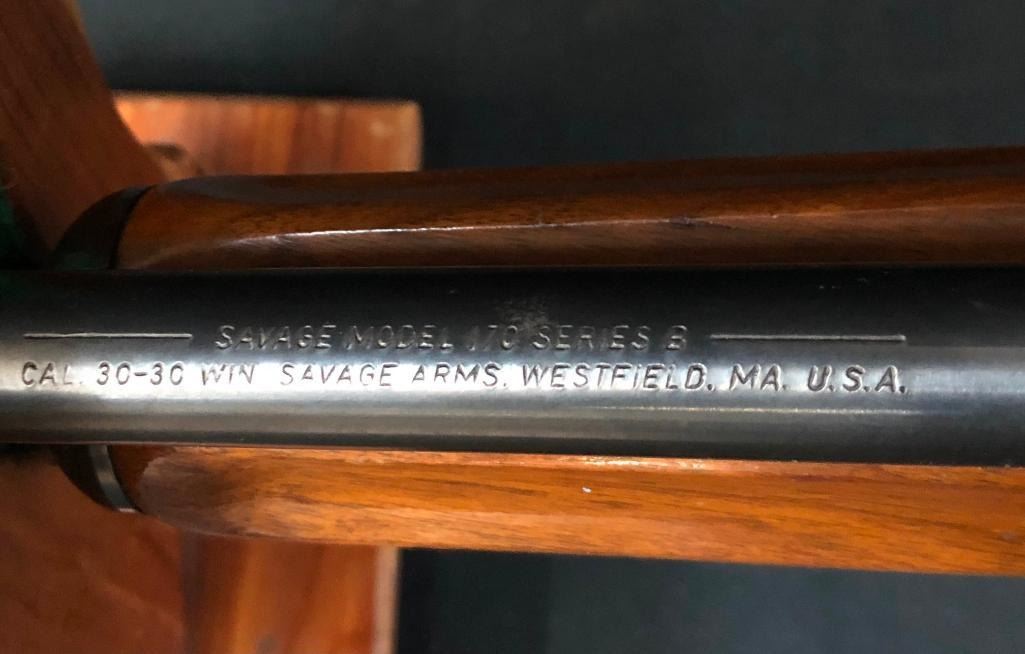 SAVAGE MODEL 170 SERIES B
CAL. 30-30 WIN SAVAGE ARMS. WESTFIELD. MA. U.S.A.